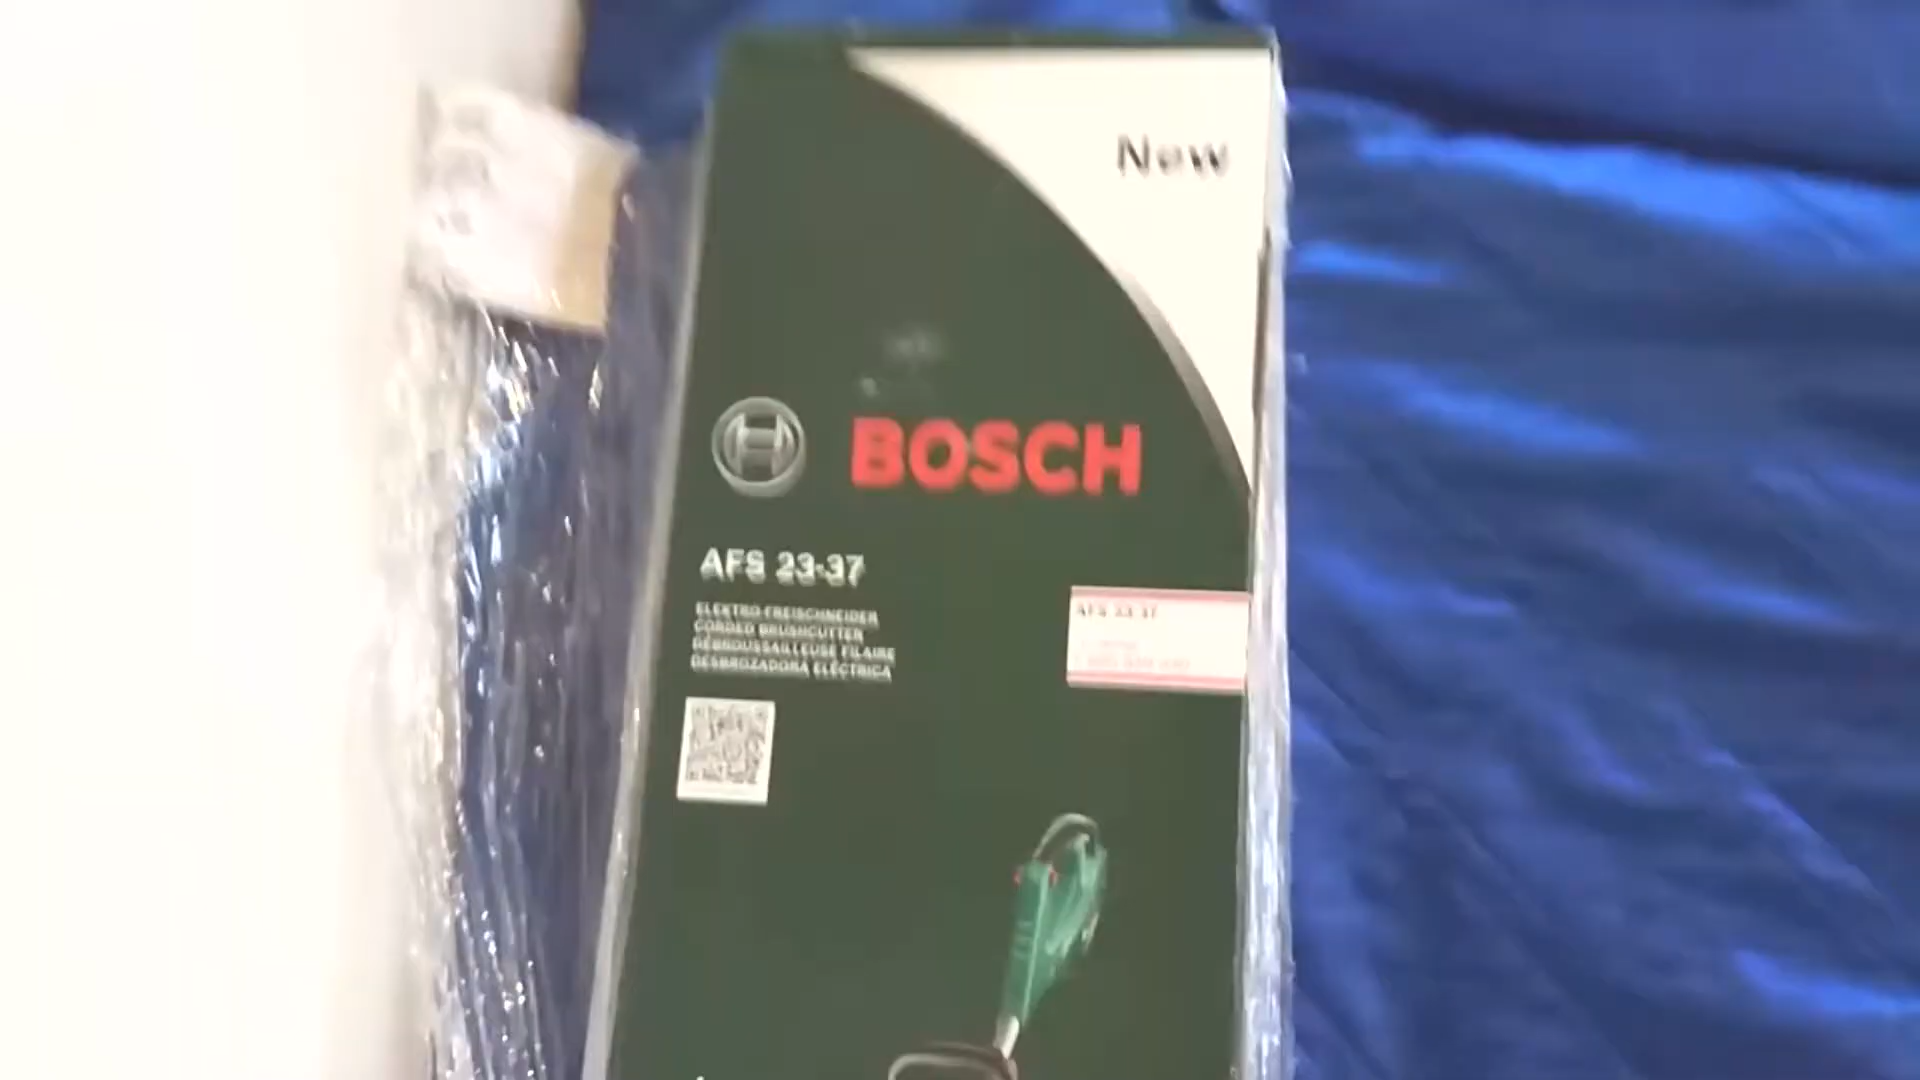 New
BOSCH
AFS 23-37
ELEKTRO-FREISCHNEIDER
CORDED BRUSHCUTTER
DÉBROUSSAILLEUSE FILAIRE
DESBROZADORA ELÉCTRICA
AFS 23-37